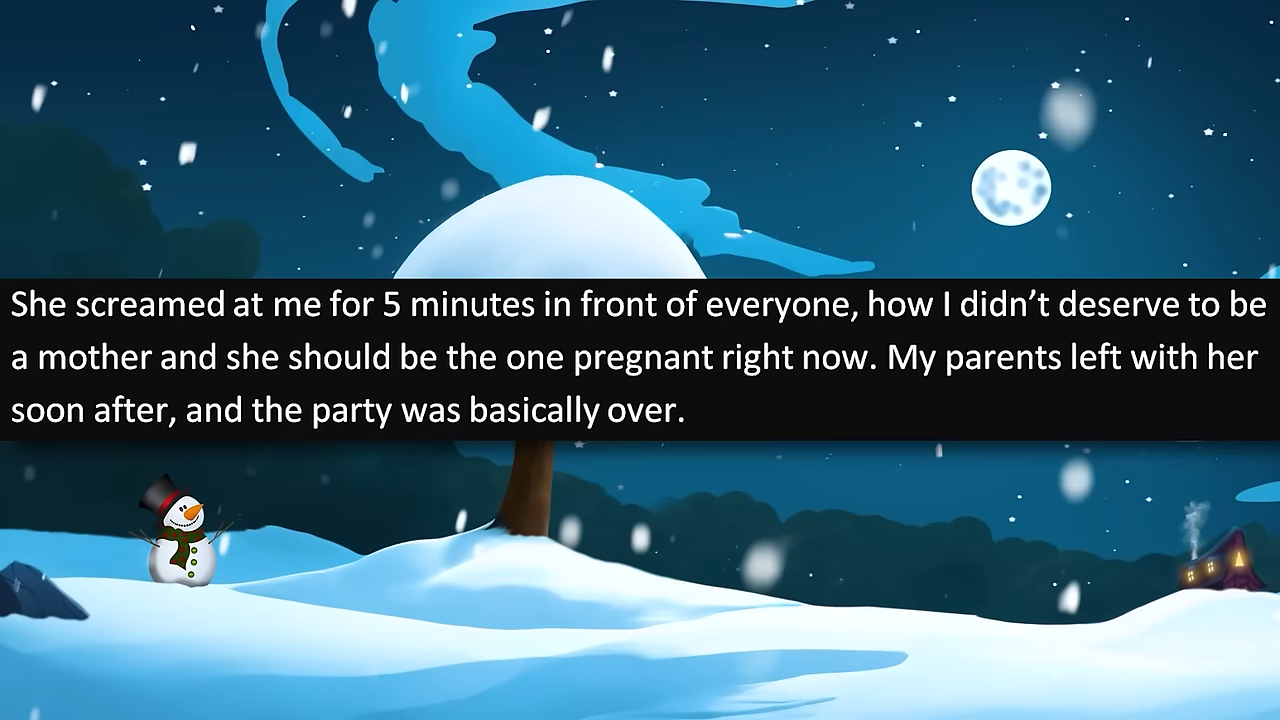 She screamed at me for 5 minutes in front of everyone, how I didn’t deserve to be
a mother and she should be the one pregnant right now. My parents left with her
soon after, and the party was basically over.